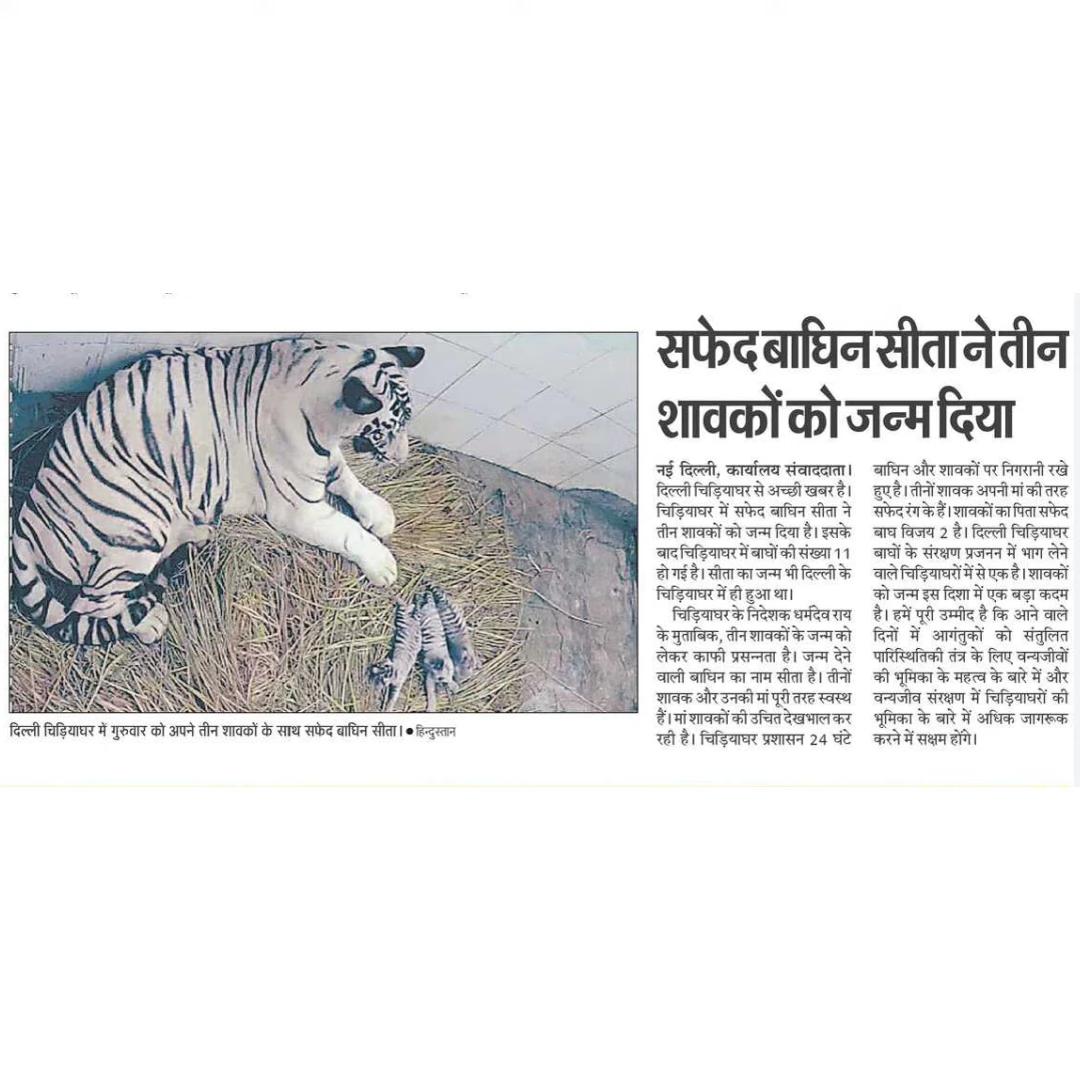 सफेद बाघिन सीता ने तीन
शावकों को जन्म दिया
नई दिल्ली, कार्यालय संवाददाता।
दिल्ली चिड़ियाघर से अच्छी खबर है।
चिड़ियाघर में सफेद बाघिन सीता ने
तीन शावकों को जन्म दिया है। इसके
बाद चिड़ियाघर में बाघों की संख्या 11
हो गई है। सीता का जन्म भी दिल्ली के
चिड़ियाघर में ही हुआ था।
चिड़ियाघर के निदेशक धर्मदेव राय
के मुताबिक, तीन शावकों के जन्म को
लेकर काफी प्रसन्नता है। जन्म देने
वाली बाघिन का नाम सीता है। तीनों
शावक और उनकी मां पूरी तरह स्वस्थ
हैं। मां शावकों की उचित देखभाल कर
रही है। चिड़ियाघर प्रशासन 24 घंटे
बाघिन और शावकों पर निगरानी रखे
हुए है। तीनों शावक अपनी मां की तरह
सफेद रंग के हैं। शावकों का पिता सफेद
बाघ विजय 2 है। दिल्ली चिड़ियाघर
बाघों के संरक्षण प्रजनन में भाग लेने
वाले चिड़ियाघरों में से एक है। शावकों
को जन्म इस दिशा में एक बड़ा कदम
है। हमें पूरी उम्मीद है कि आने वाले
दिनों में आगंतुकों को संतुलित
पारिस्थितिकी तंत्र के लिए वन्यजीवों
की भूमिका के महत्व के बारे में और
वन्यजीव संरक्षण में चिड़ियाघरों की
भूमिका के बारे में अधिक जागरूक
करने में सक्षम होंगे।
दिल्ली चिड़ियाघर में गुरुवार को अपने तीन शावकों के साथ सफेद बाघिन सीता। ● हिन्दुस्तान